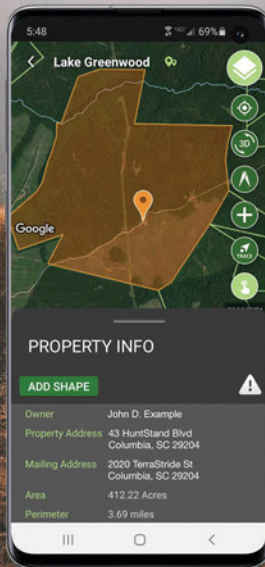 5:48
69%
Lake Greenwood
3D
Google
TRACE
PROPERTY INFO
ADD SHAPE
Owner John D. Example
Property Address 43 HuntStand Blvd
Columbia, SC 29204
Mailing Address 2020 TerraStride St
Columbia, SC 29204
Area 412.22 Acres
Perimeter 3.69 miles